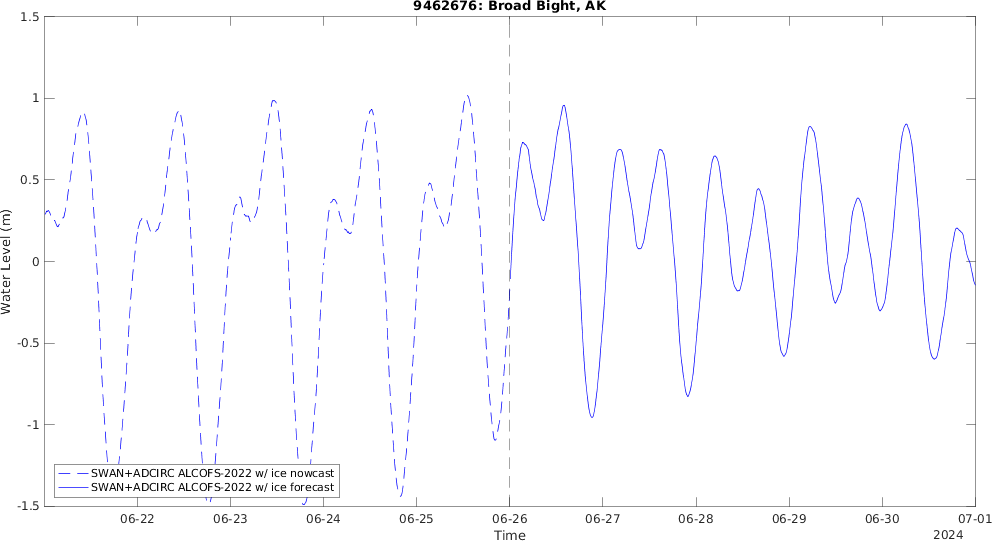 9462676: Broad Bight, AK
1.5
1
0.5
0
-0.5
-1
-1.5
Water Level (m)
SWAN+ADCIRC ALCOFS-2022 w/ ice nowcast
SWAN+ADCIRC ALCOFS-2022 w/ ice forecast
06-22 06-23 06-24 06-25 06-26 06-27 06-28 06-29 06-30 07-01
Time
2024